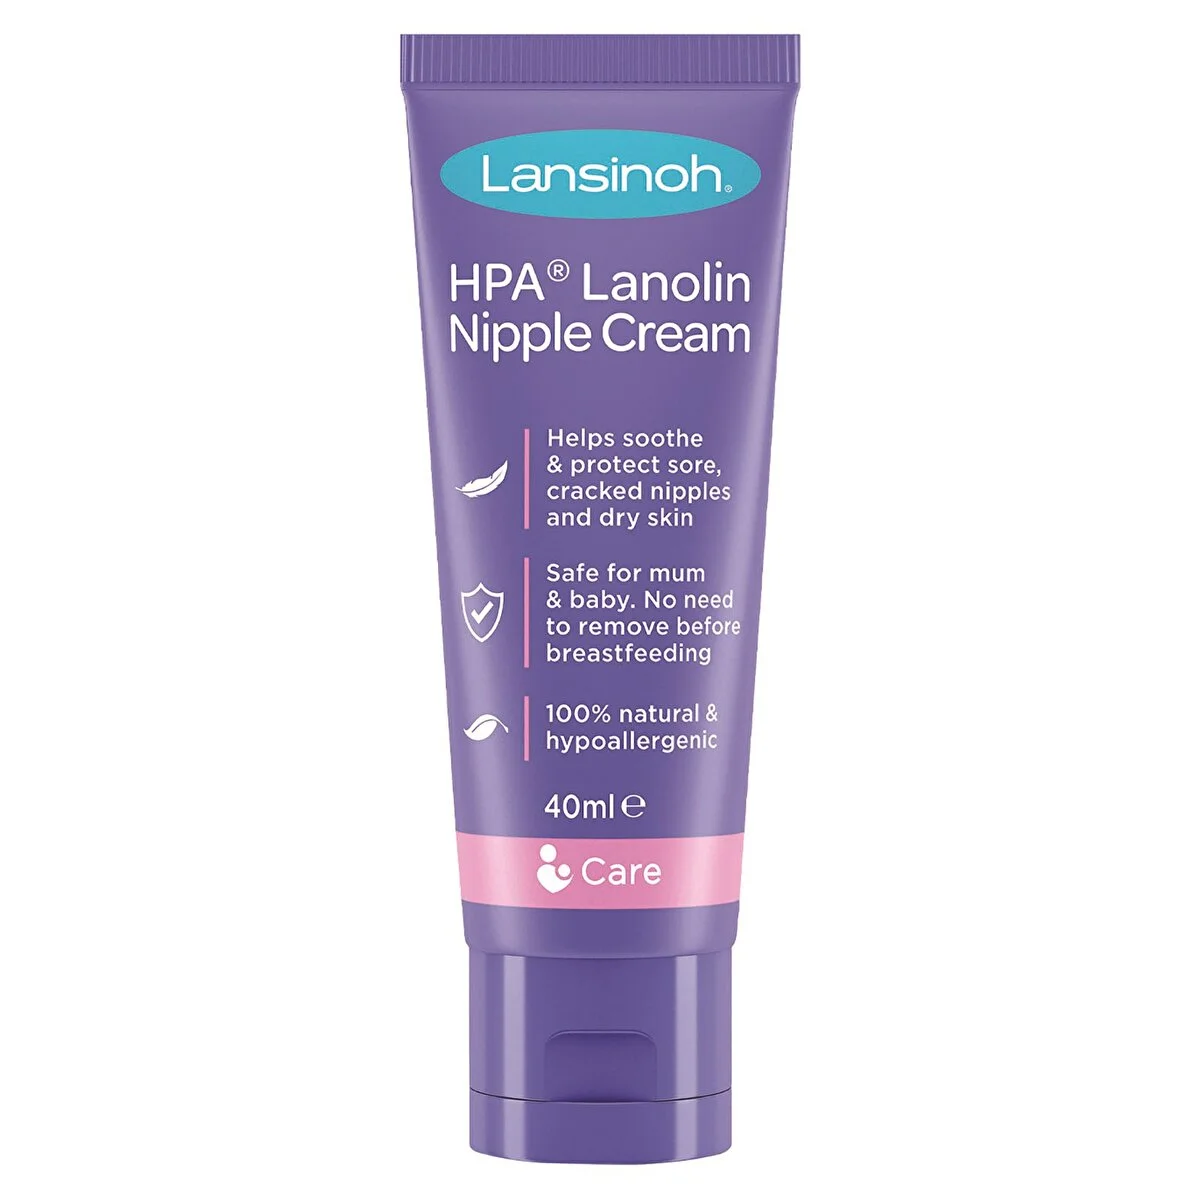 Lansinoh®
HPA® Lanolin
Nipple Cream
Helps soothe
& protect sore,
cracked nipples
and dry skin
Safe for mum
& baby. No need
to remove before
breastfeeding
100% natural &
hypoallergenic
40ml ℮
Care